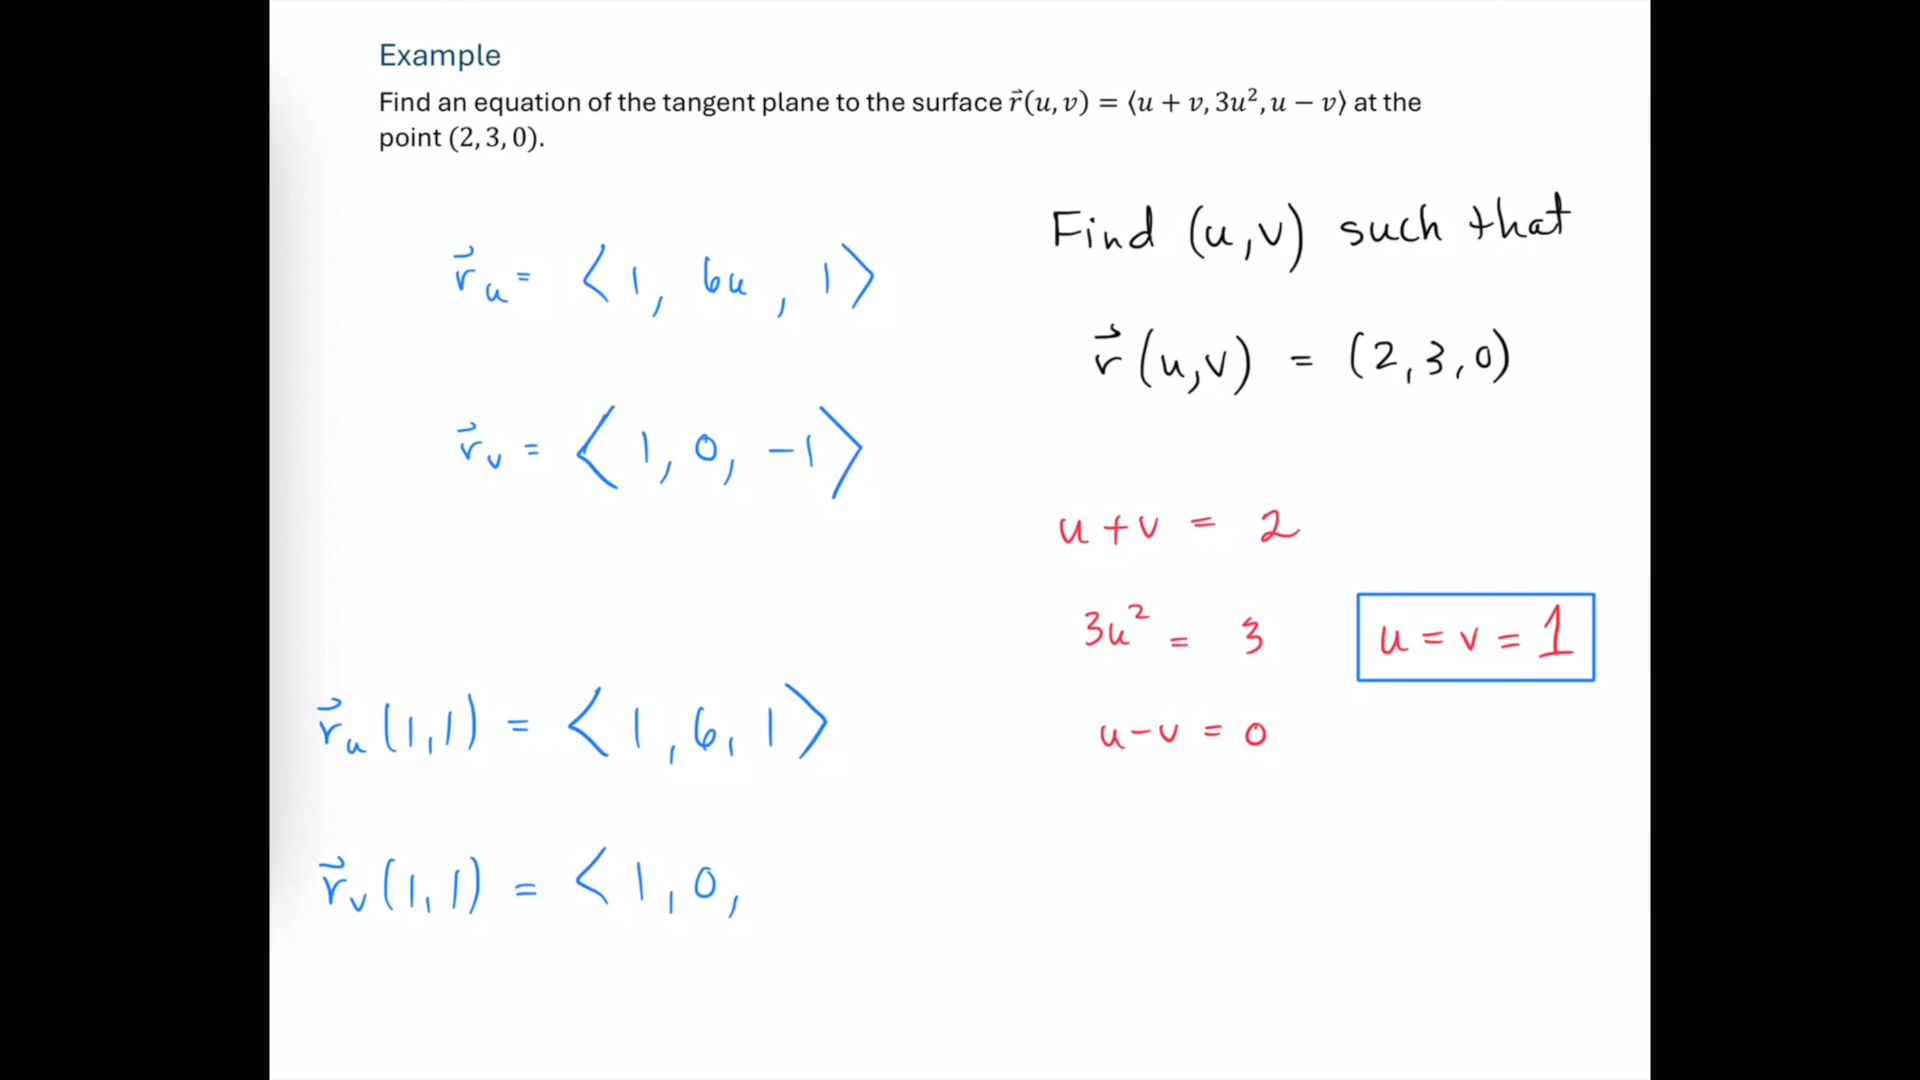 Example
Find an equation of the tangent plane to the surface r⃗(u, v) = ⟨u + v, 3u², u − v⟩ at the
point (2, 3, 0).
Find (u,v) such that
r⃗ᵤ = ⟨1, 6u, 1⟩
r⃗(u,v) = (2,3,0)
r⃗ᵥ = ⟨1, 0, −1⟩
u + v = 2
3u² = 3
u = v = 1
u − v = 0
r⃗ᵤ(1,1) = ⟨1, 6, 1⟩
r⃗ᵥ(1,1) = ⟨1, 0,